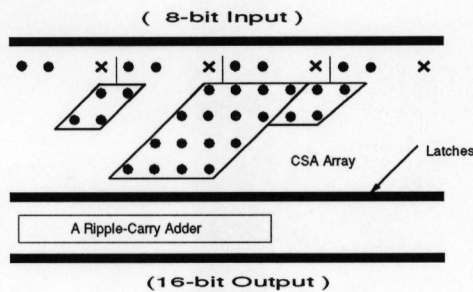 ( 8-bit Input )
CSA Array
Latches
A Ripple-Carry Adder
(16-bit Output )